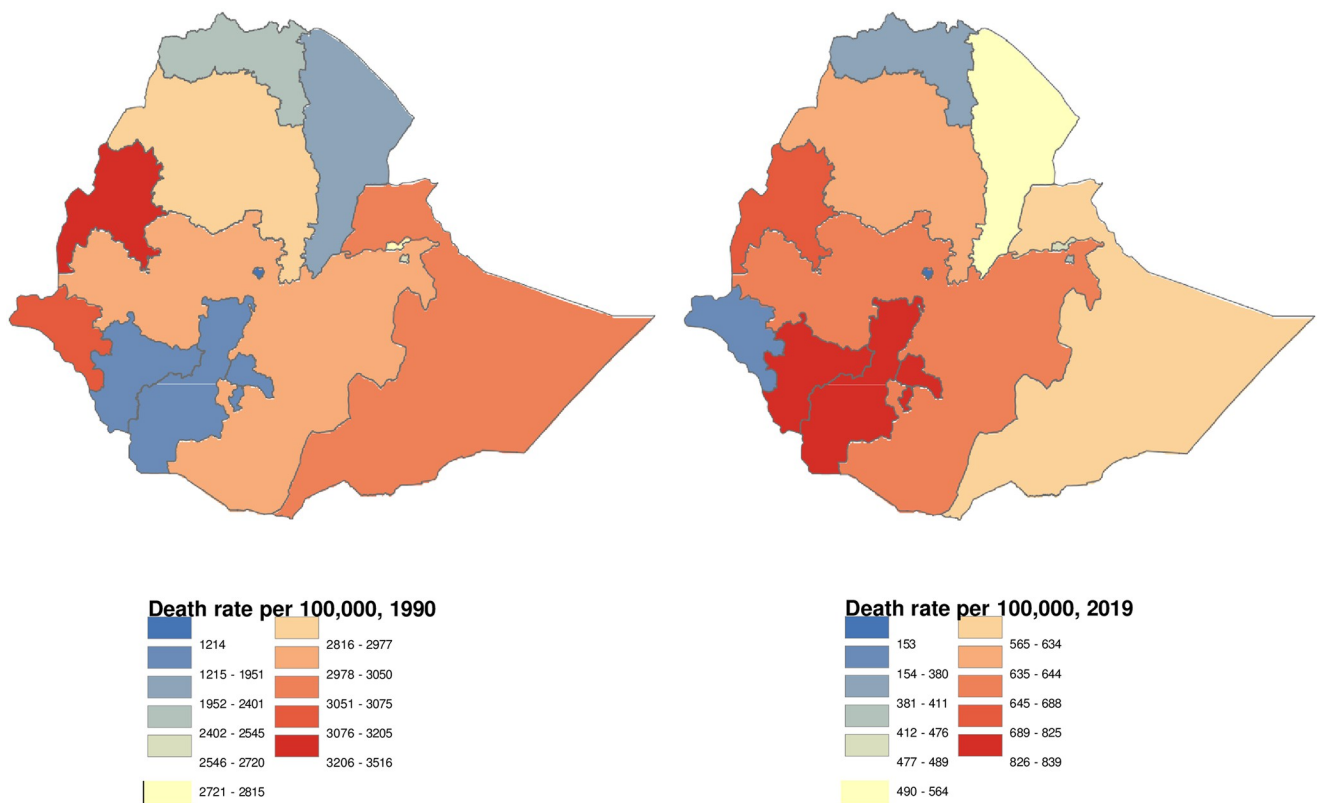 Death rate per 100,000, 1990
1214
1215 - 1951
1952 - 2401
2402 - 2545
2546 - 2720
2721 - 2815
2816 - 2977
2978 - 3050
3051 - 3075
3076 - 3205
3206 - 3516
Death rate per 100,000, 2019
153
154 - 380
381 - 411
412 - 476
477 - 489
490 - 564
565 - 634
635 - 644
645 - 688
689 - 825
826 - 839